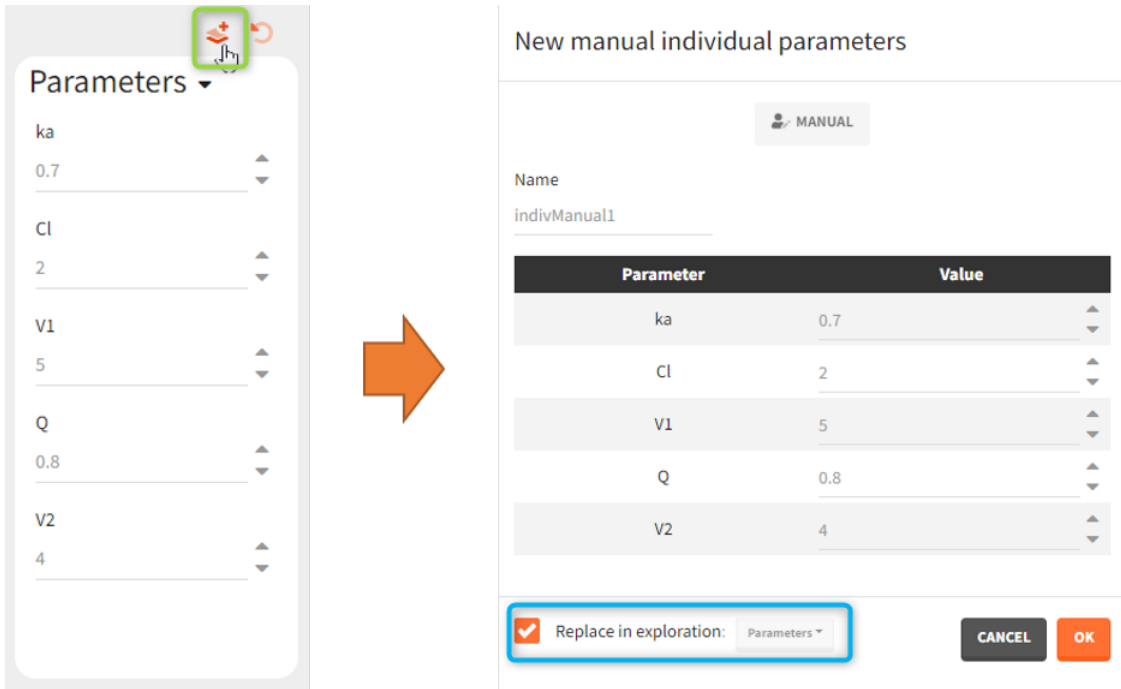 Parameters
ka
0.7
Cl
2
V1
5
Q
0.8
V2
4
New manual individual parameters
MANUAL
Name
indivManual1
Parameter Value
ka 0.7
Cl 2
V1 5
Q 0.8
V2 4
Replace in exploration: Parameters
CANCEL OK